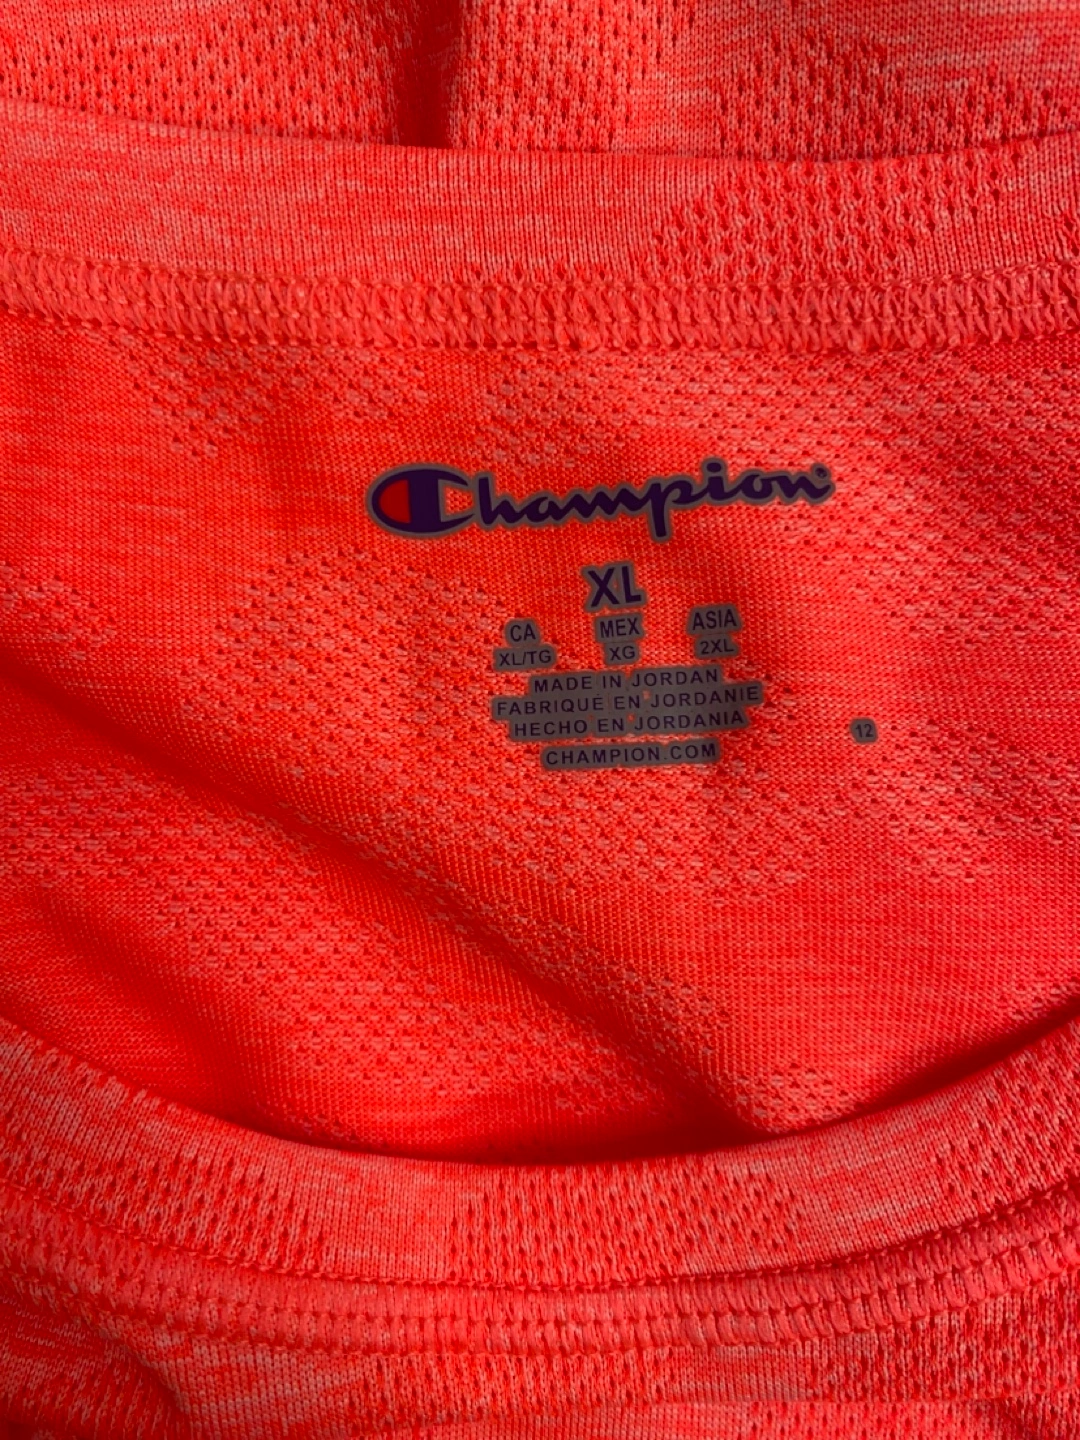 Champion
XL
CA MEX ASIA
XL/TG XG 2XL
MADE IN JORDAN
FABRIQUÉ EN JORDANIE
HECHO EN JORDANIA
12
CHAMPION.COM